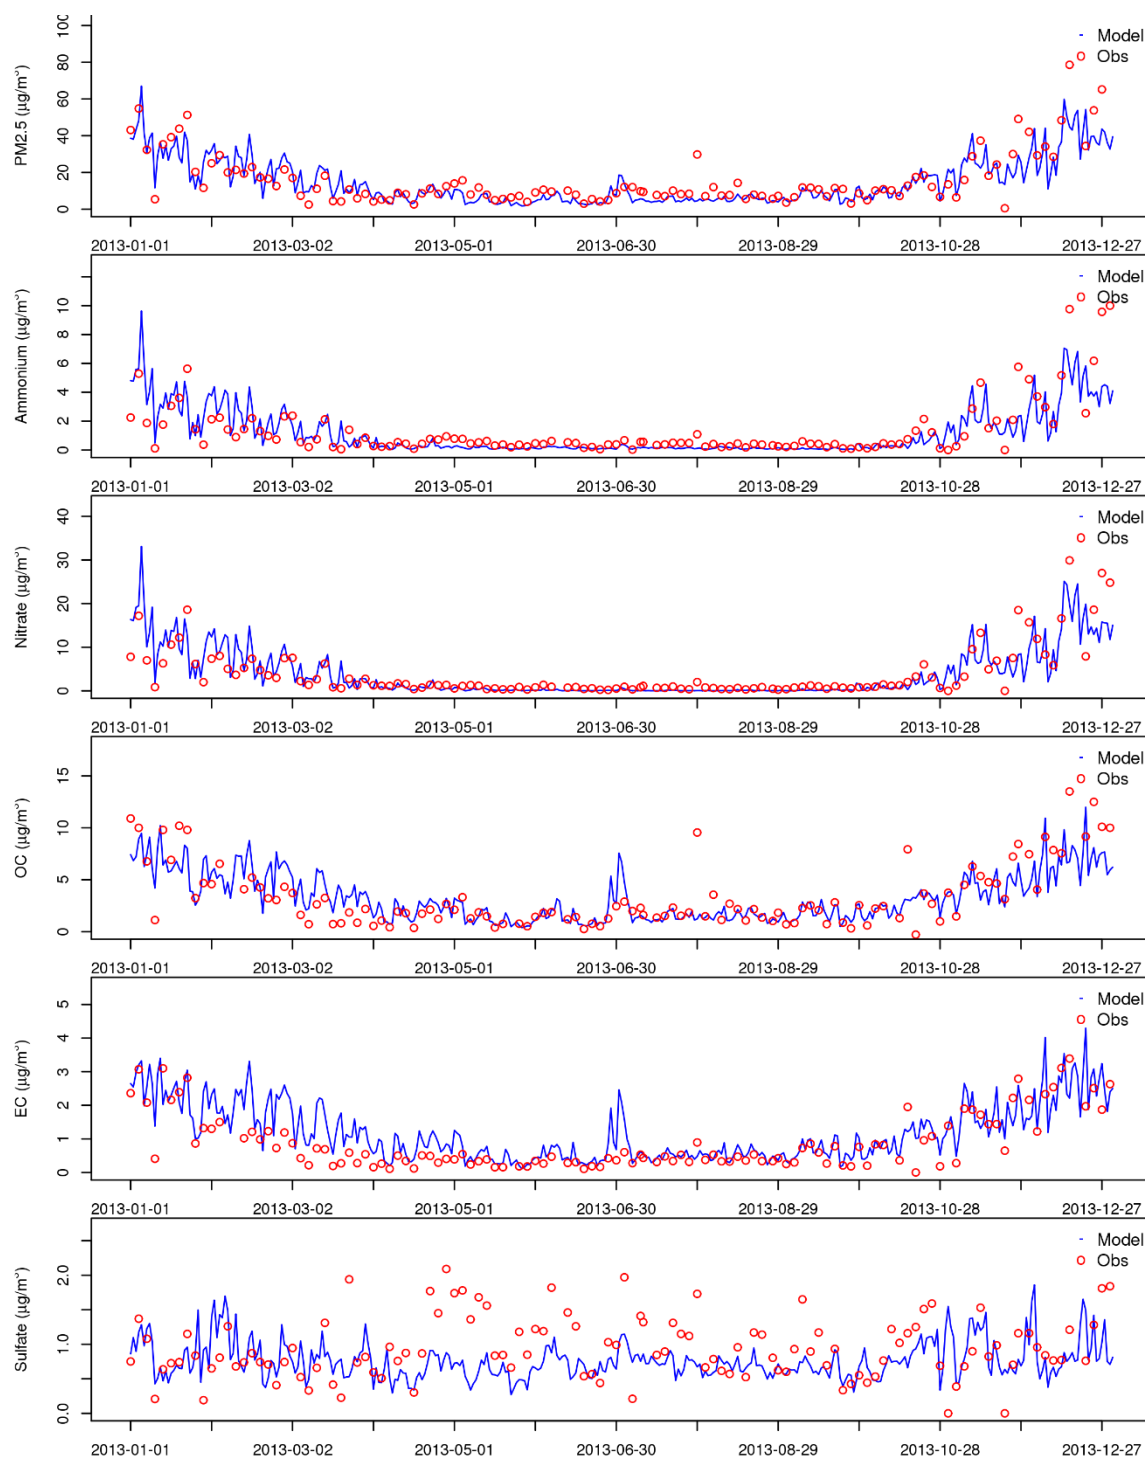 PM2.5 (μg/m³)
100
80
60
40
20
0
Model
Obs
2013-01-01 2013-03-02 2013-05-01 2013-06-30 2013-08-29 2013-10-28 2013-12-27
Ammonium (μg/m³)
10
8
6
4
2
0
Model
Obs
2013-01-01 2013-03-02 2013-05-01 2013-06-30 2013-08-29 2013-10-28 2013-12-27
Nitrate (μg/m³)
40
30
20
10
0
Model
Obs
2013-01-01 2013-03-02 2013-05-01 2013-06-30 2013-08-29 2013-10-28 2013-12-27
OC (μg/m³)
15
10
5
0
Model
Obs
2013-01-01 2013-03-02 2013-05-01 2013-06-30 2013-08-29 2013-10-28 2013-12-27
EC (μg/m³)
5
4
3
2
1
0
Model
Obs
2013-01-01 2013-03-02 2013-05-01 2013-06-30 2013-08-29 2013-10-28 2013-12-27
Sulfate (μg/m³)
2.0
1.0
0.0
Model
Obs
2013-01-01 2013-03-02 2013-05-01 2013-06-30 2013-08-29 2013-10-28 2013-12-27